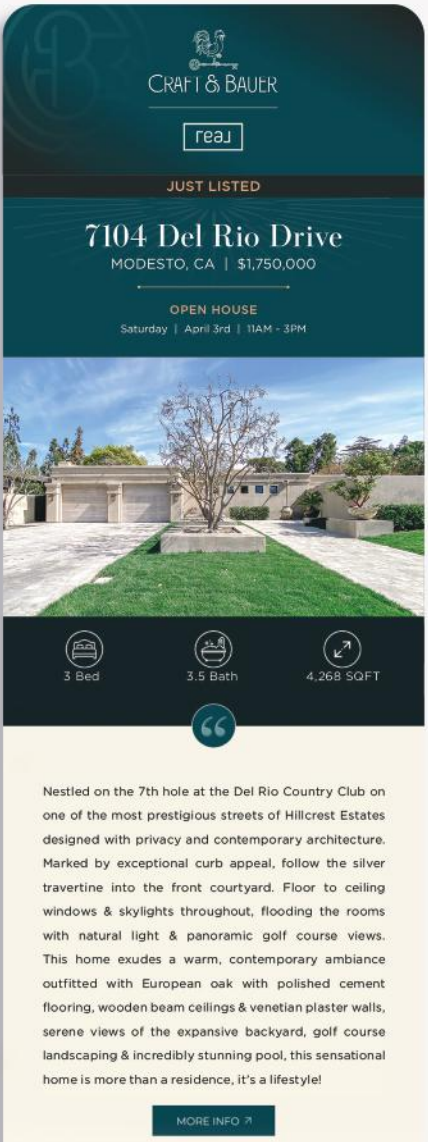 CRAFT & BAUER
real
JUST LISTED
7104 Del Rio Drive
MODESTO, CA | $1,750,000
OPEN HOUSE
Saturday | April 3rd | 11AM - 3PM
3 Bed
3.5 Bath
4,268 SQFT
“
Nestled on the 7th hole at the Del Rio Country Club on
one of the most prestigious streets of Hillcrest Estates
designed with privacy and contemporary architecture.
Marked by exceptional curb appeal, follow the silver
travertine into the front courtyard. Floor to ceiling
windows & skylights throughout, flooding the rooms
with natural light & panoramic golf course views.
This home exudes a warm, contemporary ambiance
outfitted with European oak with polished cement
flooring, wooden beam ceilings & venetian plaster walls,
serene views of the expansive backyard, golf course
landscaping & incredibly stunning pool, this sensational
home is more than a residence, it's a lifestyle!
MORE INFO ↗